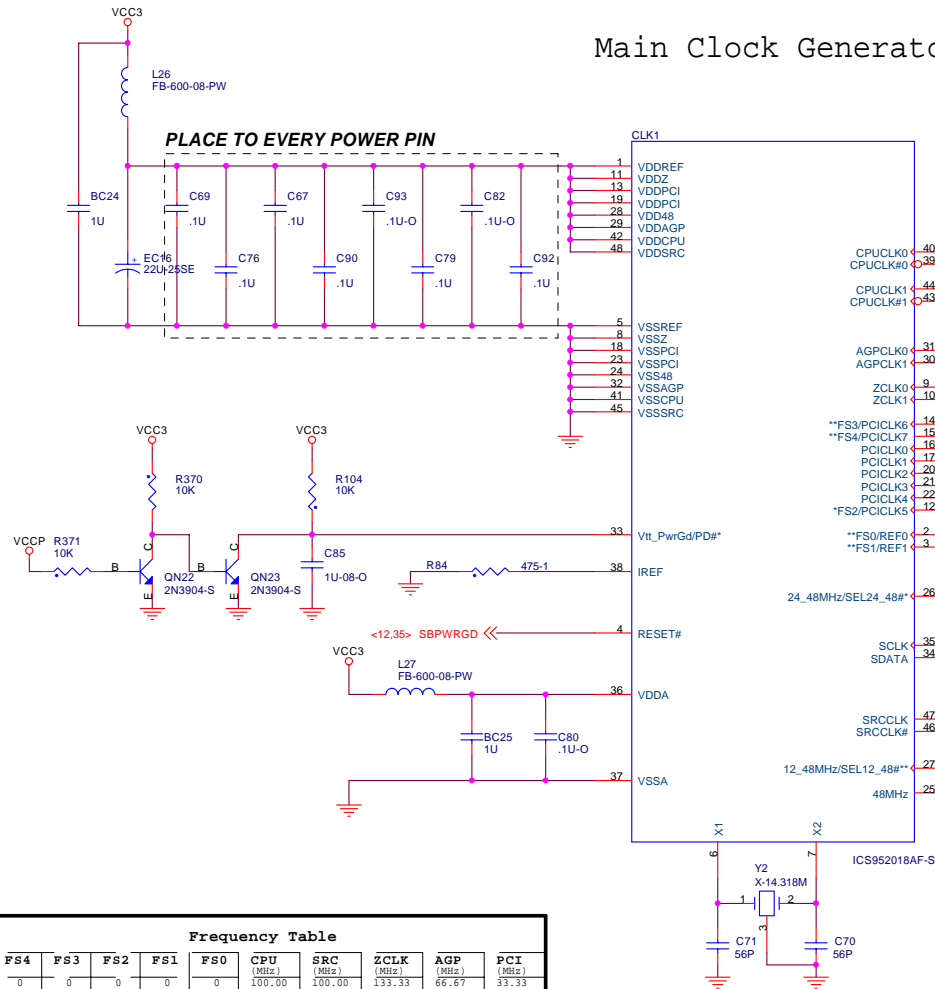 VCC3
Main Clock Generato
L26
FB-600-08-PW
PLACE TO EVERY POWER PIN
CLK1
BC24
1U
EC16
22U-25SE
+
C69
.1U
C67
.1U
C93
.1U-O
C82
.1U-O
C76
.1U
C90
.1U
C79
.1U
C92
.1U
1 VDDREF
11 VDDZ
13 VDDPCI
19 VDDPCI
28 VDD48
29 VDDAGP
42 VDDCPU
48 VDDSRC
5 VSSREF
8 VSSZ
18 VSSPCI
23 VSSPCI
24 VSS48
32 VSSAGP
41 VSSCPU
45 VSSSRC
33 Vtt_PwrGd/PD#*
38 IREF
4 RESET#
36 VDDA
37 VSSA
CPUCLK0 40
CPUCLK#0 39
CPUCLK1 44
CPUCLK#1 43
AGPCLK0 31
AGPCLK1 30
ZCLK0 9
ZCLK1 10
**FS3/PCICLK6 14
**FS4/PCICLK7 15
PCICLK0 16
PCICLK1 17
PCICLK2 20
PCICLK3 21
PCICLK4 22
*FS2/PCICLK5 12
**FS0/REF0 2
**FS1/REF1 3
24_48MHz/SEL24_48#* 26
SCLK 35
SDATA 34
SRCCLK 47
SRCCLK# 46
12_48MHz/SEL12_48#** 27
48MHz 25
X1
X2
6
7
ICS952018AF-S
VCC3
R370
10K
VCC3
R104
10K
VCCP
R371
10K
B
C
E
QN22
2N3904-S
B
C
E
QN23
2N3904-S
C85
1U-08-O
R84
475-1
<12,35> SBPWRGD
VCC3
L27
FB-600-08-PW
BC25
1U
C80
.1U-O
Y2
X-14.318M
1
2
3
C71
56P
C70
56P
Frequency Table
FS4 FS3 FS2 FS1 FS0 CPU (MHz) SRC (MHz) ZCLK (MHz) AGP (MHz) PCI (MHz)
0 0 0 0 0 100.00 100.00 133.33 66.67 33.33